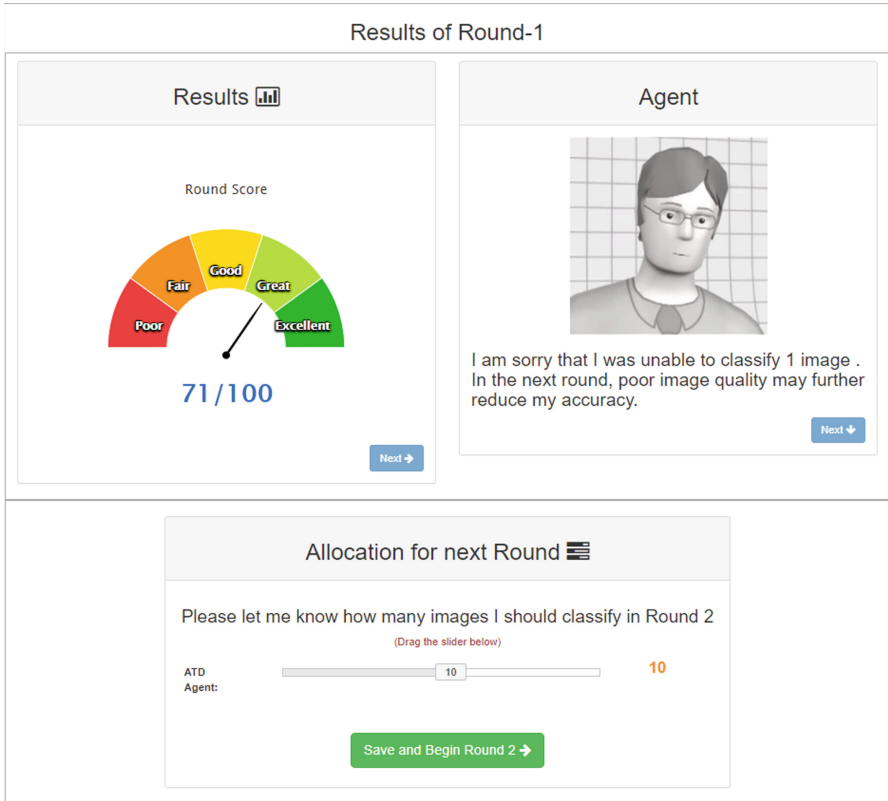 Results of Round-1
Results
Round Score
Poor
Fair
Good
Great
Excellent
71/100
Next
Agent
I am sorry that I was unable to classify 1 image .
In the next round, poor image quality may further
reduce my accuracy.
Next
Allocation for next Round
Please let me know how many images I should classify in Round 2
(Drag the slider below)
ATD
Agent:
10
10
Save and Begin Round 2